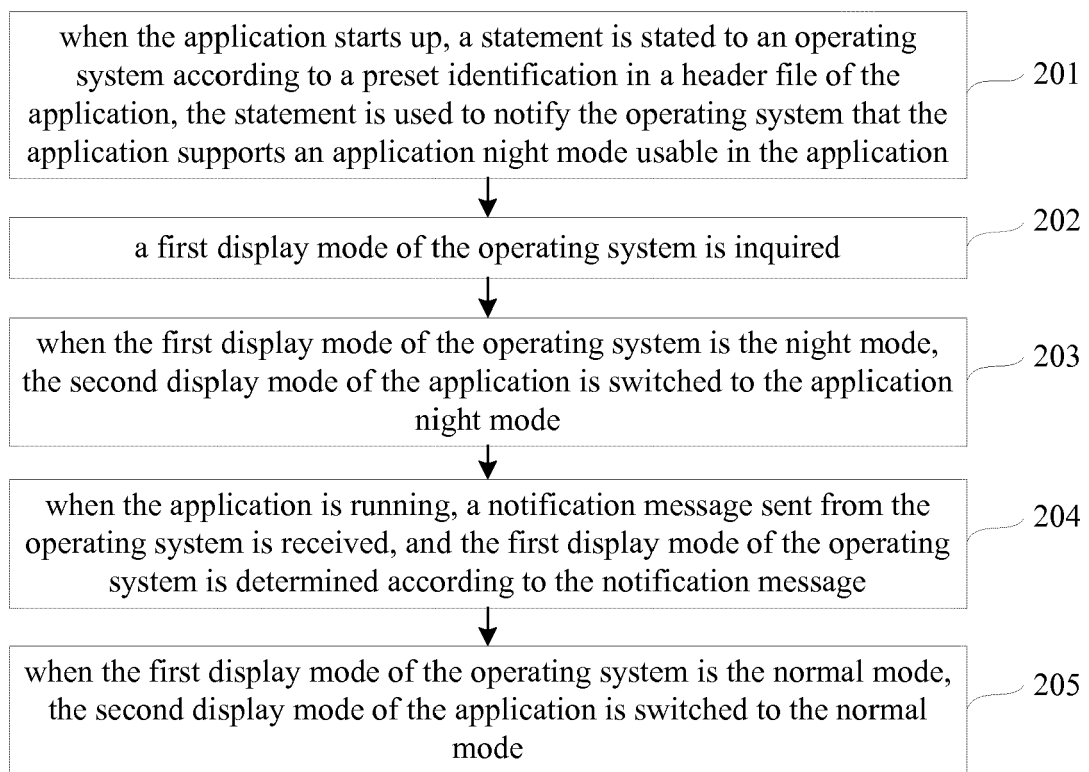 when the application starts up, a statement is stated to an operating
system according to a preset identification in a header file of the
application, the statement is used to notify the operating system that the
application supports an application night mode usable in the application
201
a first display mode of the operating system is inquired
202
when the first display mode of the operating system is the night mode,
the second display mode of the application is switched to the application
night mode
203
when the application is running, a notification message sent from the
operating system is received, and the first display mode of the operating
system is determined according to the notification message
204
when the first display mode of the operating system is the normal mode,
the second display mode of the application is switched to the normal
mode
205